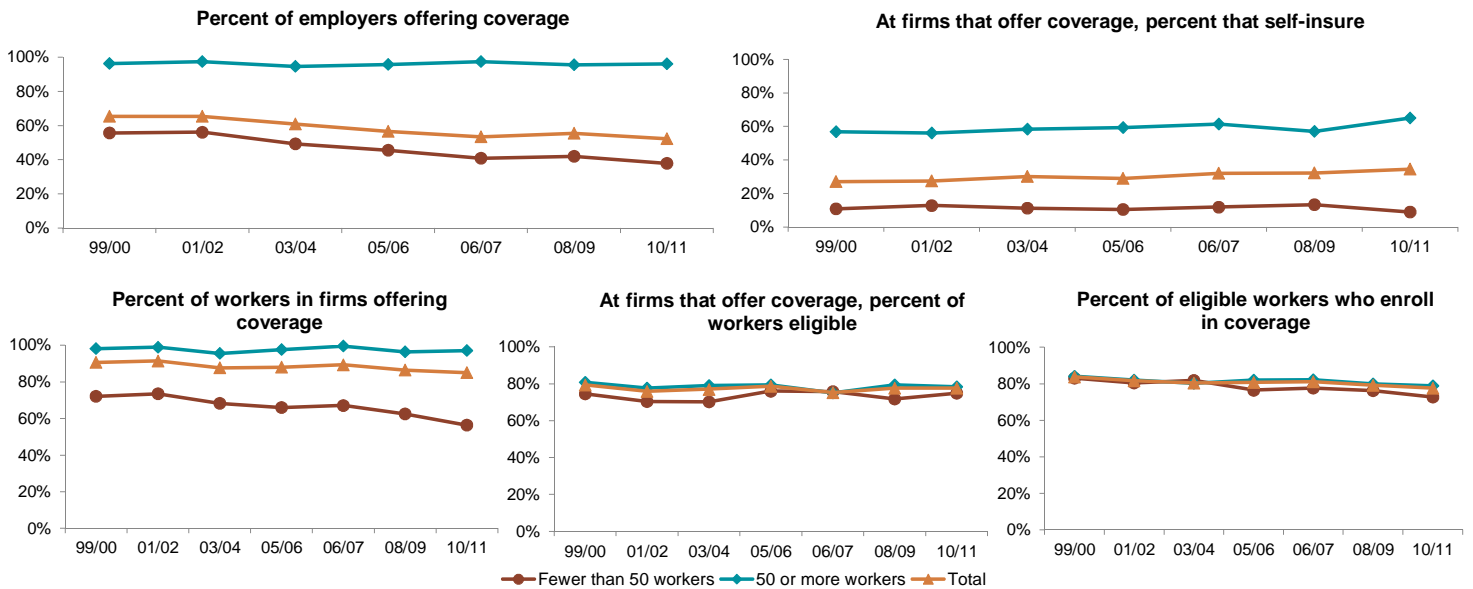 Percent of employers offering coverage
100%
80%
60%
40%
20%
0%
99/00 01/02 03/04 05/06 06/07 08/09 10/11
At firms that offer coverage, percent that self-insure
100%
80%
60%
40%
20%
0%
99/00 01/02 03/04 05/06 06/07 08/09 10/11
Percent of workers in firms offering
coverage
100%
80%
60%
40%
20%
0%
99/00 01/02 03/04 05/06 06/07 08/09 10/11
At firms that offer coverage, percent of
workers eligible
100%
80%
60%
40%
20%
0%
99/00 01/02 03/04 05/06 06/07 08/09 10/11
Percent of eligible workers who enroll
in coverage
100%
80%
60%
40%
20%
0%
99/00 01/02 03/04 05/06 06/07 08/09 10/11
Fewer than 50 workers 50 or more workers Total